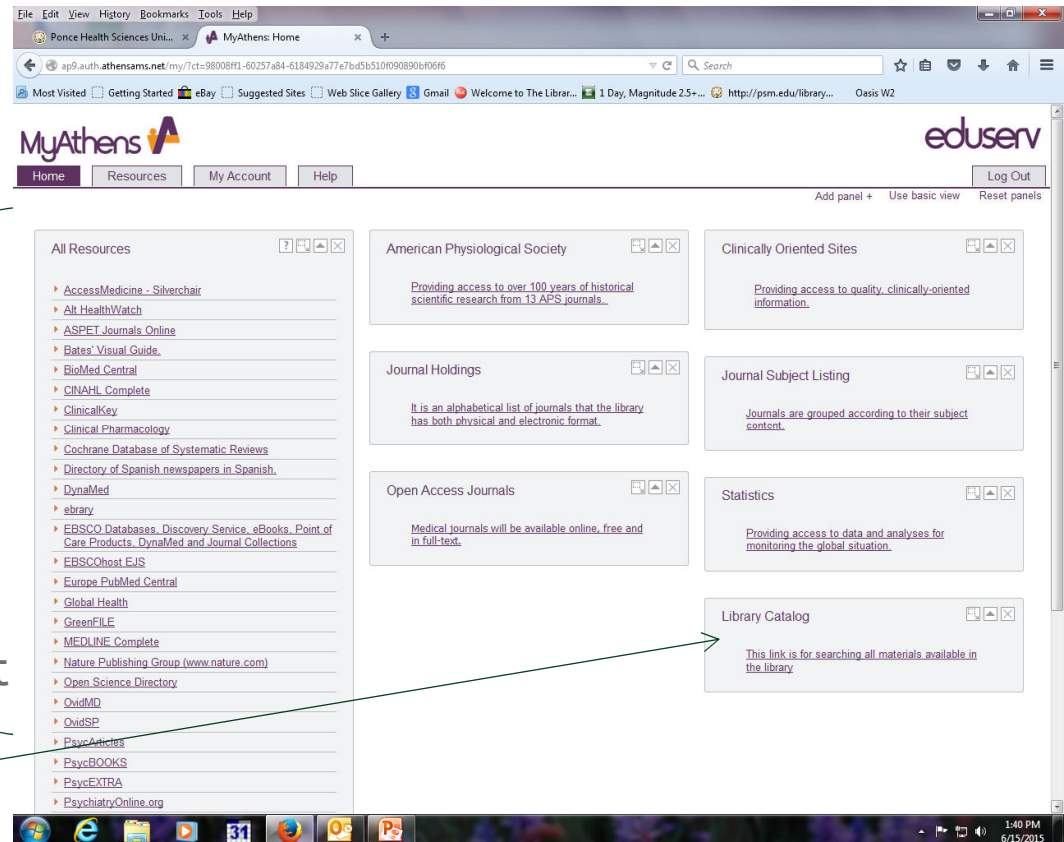 File Edit View History Bookmarks Tools Help
Ponce Health Sciences Uni... × MyAthens: Home × +
ap9.auth.athensams.net/my/?ct=98008ff1-60257a84-6184929a77e7bd5b510f090890bf06f6 Search
Most Visited Getting Started eBay Suggested Sites Web Slice Gallery Gmail Welcome to The Librar... 1 Day, Magnitude 2.5+... http://psm.edu/library... Oasis W2
MyAthens
eduserv
Home Resources My Account Help Log Out
Add panel + Use basic view Reset panels
All Resources
AccessMedicine - Silverchair
Alt HealthWatch
ASPET Journals Online
Bates' Visual Guide.
BioMed Central
CINAHL Complete
ClinicalKey
Clinical Pharmacology
Cochrane Database of Systematic Reviews
Directory of Spanish newspapers in Spanish.
DynaMed
ebrary
EBSCO Databases, Discovery Service, eBooks, Point of
Care Products, DynaMed and Journal Collections
EBSCOhost EJS
Europe PubMed Central
Global Health
GreenFILE
MEDLINE Complete
Nature Publishing Group (www.nature.com)
Open Science Directory
OvidMD
OvidSP
PsycArticles
PsycBOOKS
PsycEXTRA
PsychiatryOnline.org
American Physiological Society
Providing access to over 100 years of historical
scientific research from 13 APS journals.
Journal Holdings
It is an alphabetical list of journals that the library
has both physical and electronic format.
Open Access Journals
Medical journals will be available online, free and
in full-text.
Clinically Oriented Sites
Providing access to quality, clinically-oriented
information.
Journal Subject Listing
Journals are grouped according to their subject
content.
Statistics
Providing access to data and analyses for
monitoring the global situation.
Library Catalog
This link is for searching all materials available in
the library
t
31
1:40 PM
6/15/2015